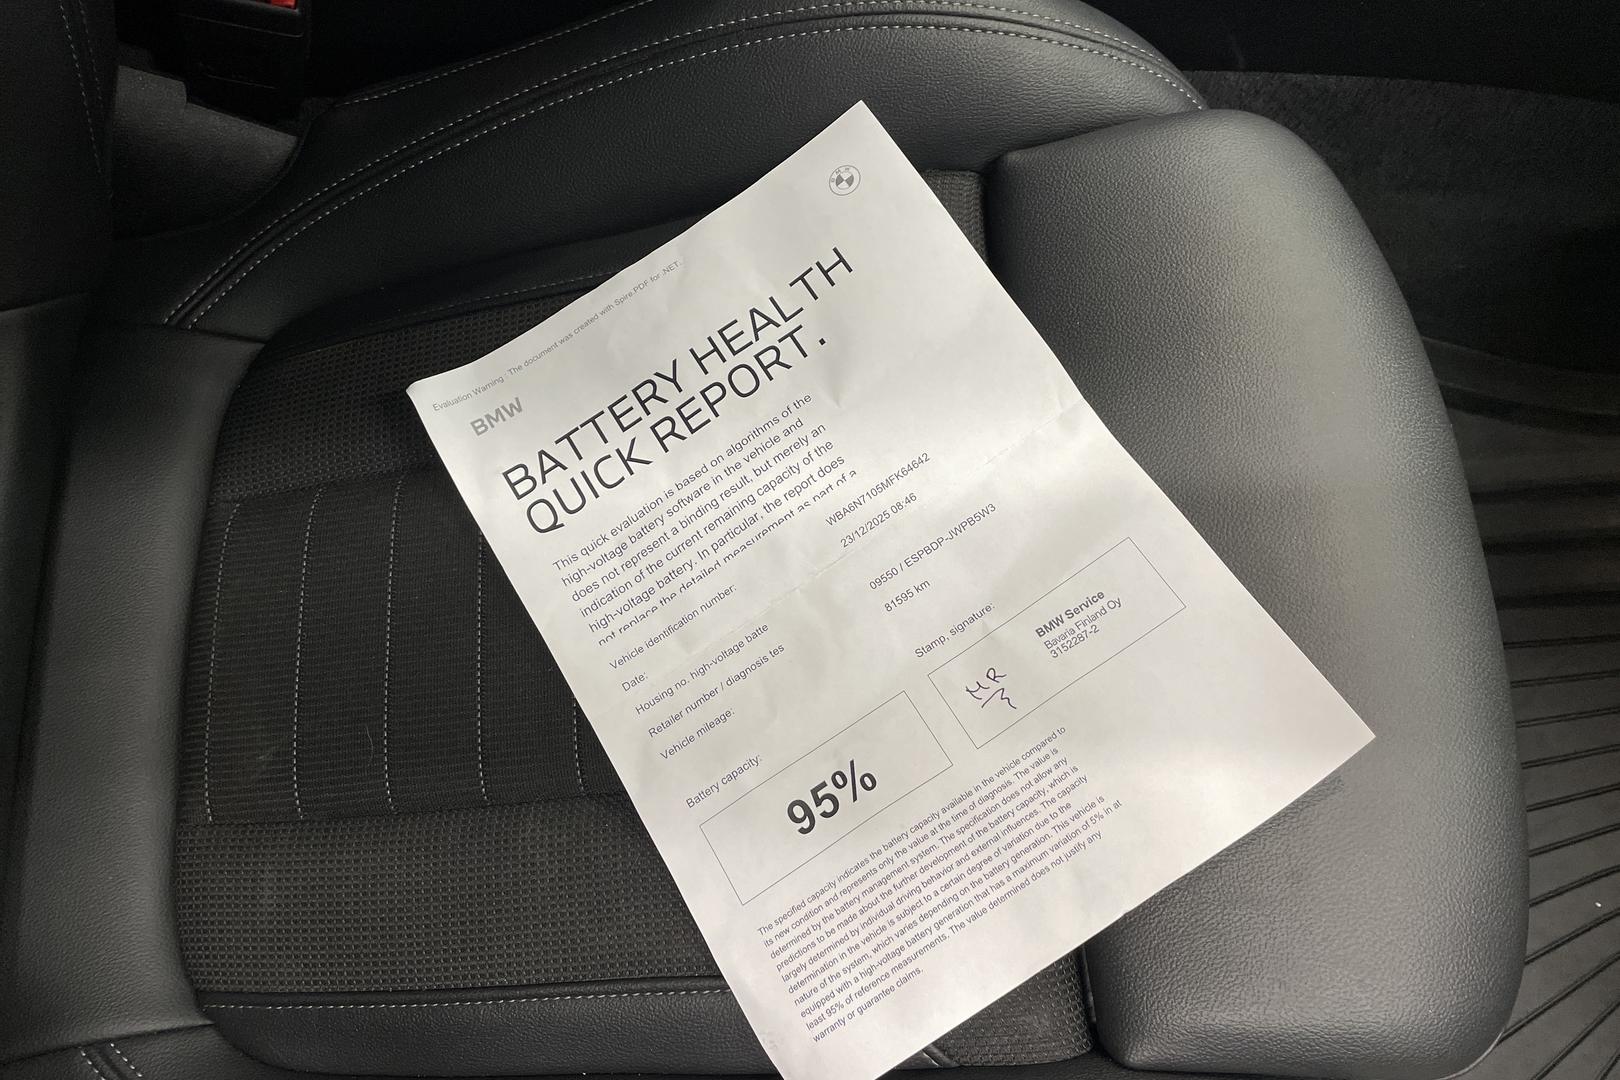 Evaluation Warning : The document was created with Spire.PDF for .NET.
BMW
BATTERY HEALTH
QUICK REPORT.
This quick evaluation is based on algorithms of the
high-voltage battery software in the vehicle and
does not represent a binding result, but merely an
indication of the current remaining capacity of the
high-voltage battery. In particular, the report does
not replace the detailed measurement as part of a
Vehicle identification number: WBA6N7105MFK64642
Date: 23/12/2025 08:46
Housing no. high-voltage batte
Retailer number / diagnosis tes 09550 / ESPBDP-JWPB5W3
Vehicle mileage: 81595 km
Battery capacity:
95%
Stamp, signature:
BMW Service
Bavaria Finland Oy
3152287-2
The specified capacity indicates the battery capacity available in the vehicle compared to
its new condition and represents only the value at the time of diagnosis. The value is
determined by the battery management system. The specification does not allow any
predictions to be made about the further development of the battery capacity, which is
largely determined by individual driving behavior and external influences. The capacity
determination in the vehicle is subject to a certain degree of variation due to the
nature of the system, which varies depending on the battery generation. This vehicle is
equipped with a high-voltage battery generation that has a maximum variation of 5% in at
least 95% of reference measurements. The value determined does not justify any
warranty or guarantee claims.